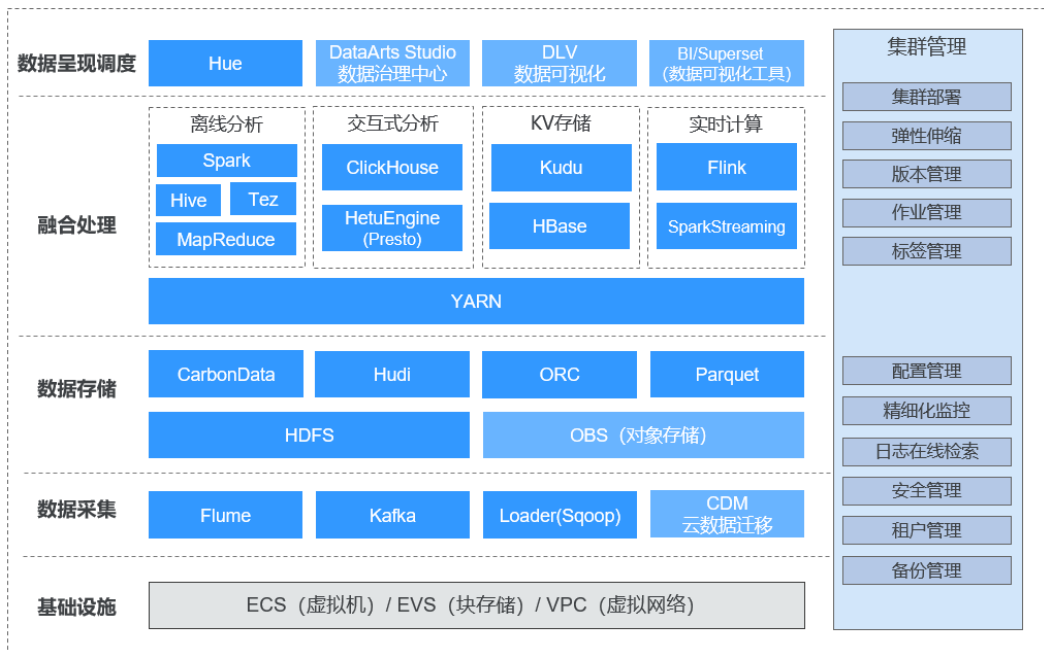 数据呈现调度
Hue
DataArts Studio
数据治理中心
DLV
数据可视化
BI/Superset
(数据可视化工具)
融合处理
离线分析
Spark
Hive
Tez
MapReduce
交互式分析
ClickHouse
HetuEngine
(Presto)
KV存储
Kudu
HBase
实时计算
Flink
SparkStreaming
YARN
数据存储
CarbonData
Hudi
ORC
Parquet
HDFS
OBS（对象存储）
数据采集
Flume
Kafka
Loader(Sqoop)
CDM
云数据迁移
基础设施
ECS（虚拟机）/ EVS（块存储）/ VPC（虚拟网络）
集群管理
集群部署
弹性伸缩
版本管理
作业管理
标签管理
配置管理
精细化监控
日志在线检索
安全管理
租户管理
备份管理